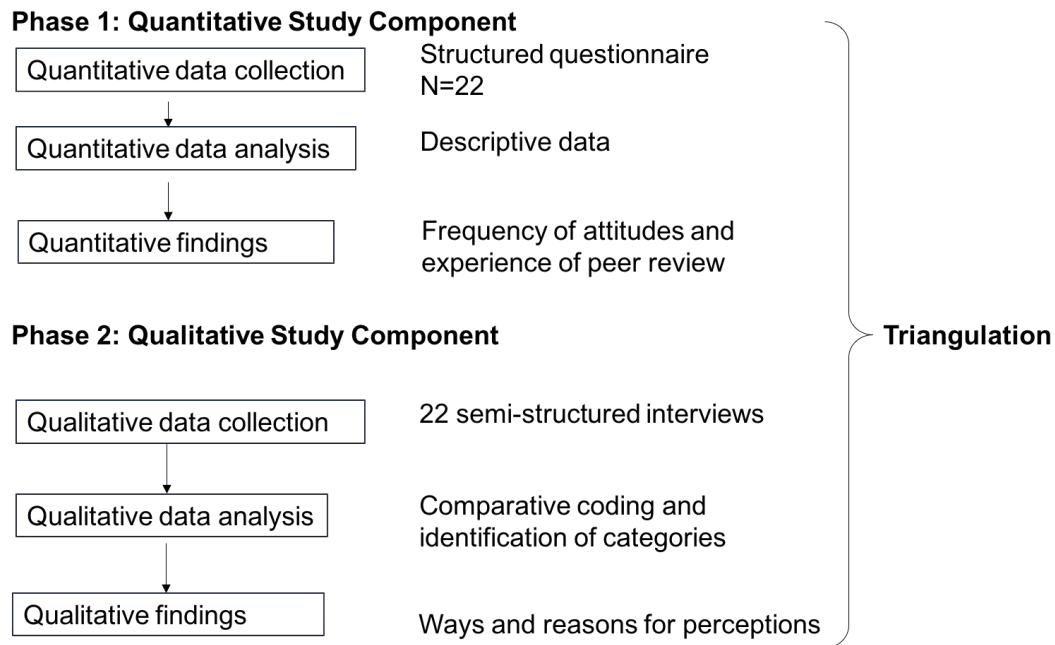 Phase 1: Quantitative Study Component
Quantitative data collection
Structured questionnaire
N=22
Quantitative data analysis
Descriptive data
Quantitative findings
Frequency of attitudes and
experience of peer review
Phase 2: Qualitative Study Component
Triangulation
Qualitative data collection
22 semi-structured interviews
Qualitative data analysis
Comparative coding and
identification of categories
Qualitative findings
Ways and reasons for perceptions